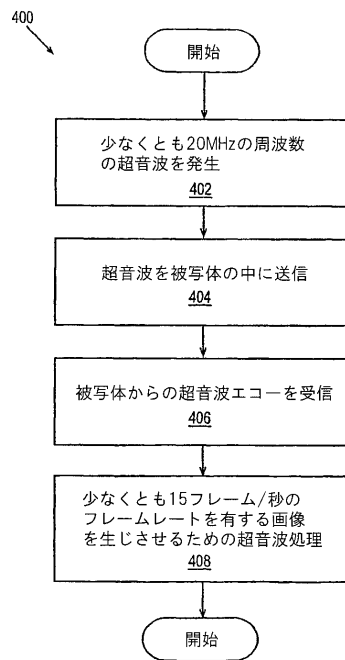 400
開始
少なくとも20MHzの周波数
の超音波を発生
402
超音波を被写体の中に送信
404
被写体からの超音波エコーを受信
406
少なくとも15フレーム/秒の
フレームレートを有する画像
を生じさせるための超音波処理
408
開始